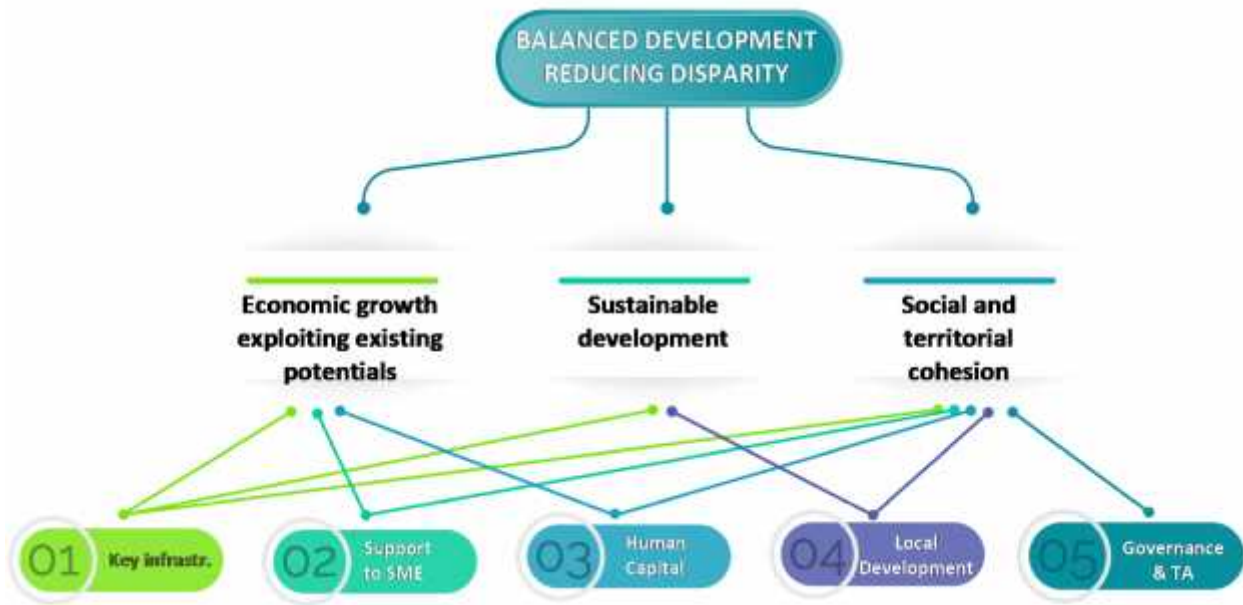 BALANCED DEVELOPMENT
REDUCING DISPARITY
Economic growth
exploiting existing
potentials
Sustainable
development
Social and
territorial
cohesion
01 Key infrastr.
02 Support
to SME
03 Human
Capital
04 Local
Development
05 Governance
& TA